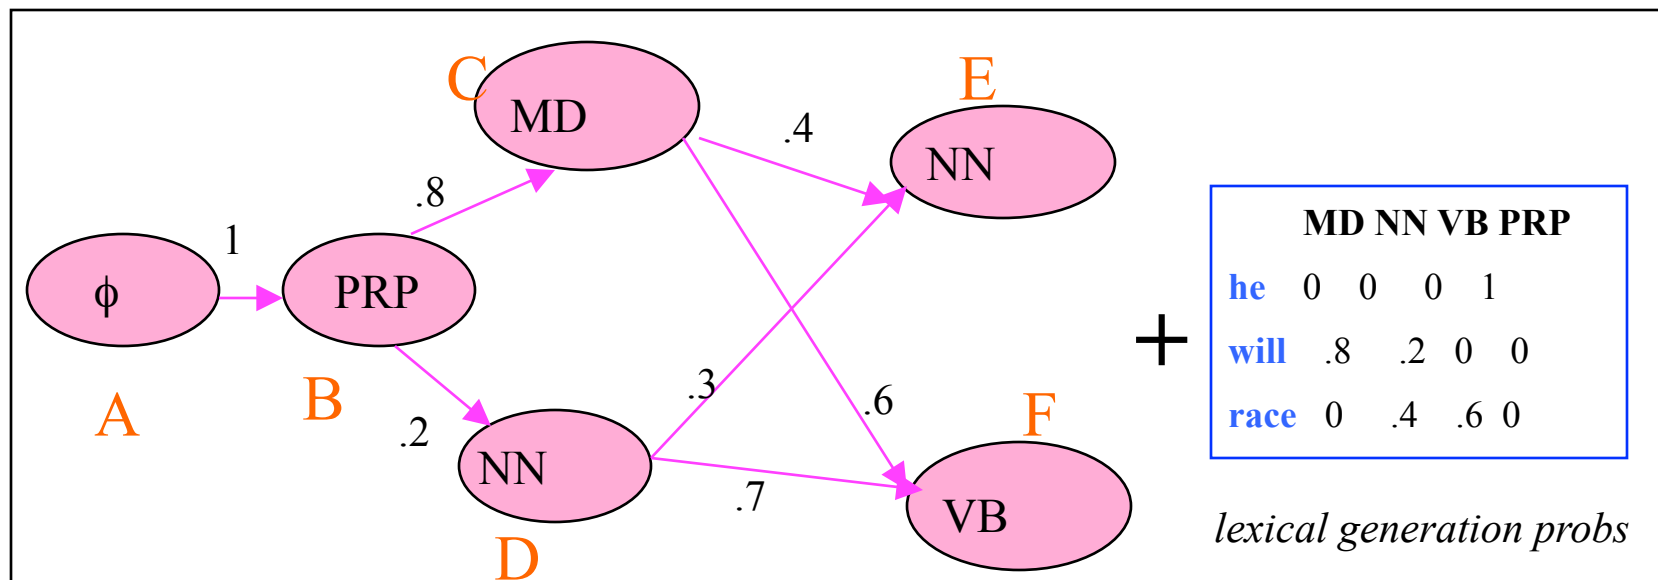 C
E
MD
.4
NN
.8
1
MD NN VB PRP
ϕ
PRP
he 0 0 0 1
+
will .8 .2 0 0
.3
.6
A
B
race 0 .4 .6 0
.2
F
NN
.7
VB
lexical generation probs
D